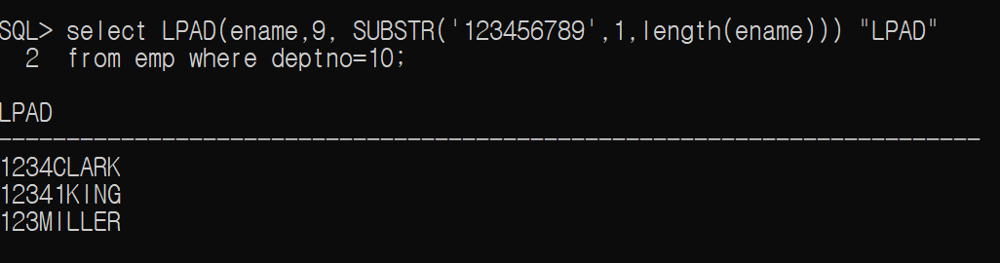 SQL> select LPAD(ename,9, SUBSTR('123456789',1,length(ename))) "LPAD"
  2  from emp where deptno=10;
LPAD
--------------------------------------------------------------------------------
1234CLARK
12341KING
123MILLER